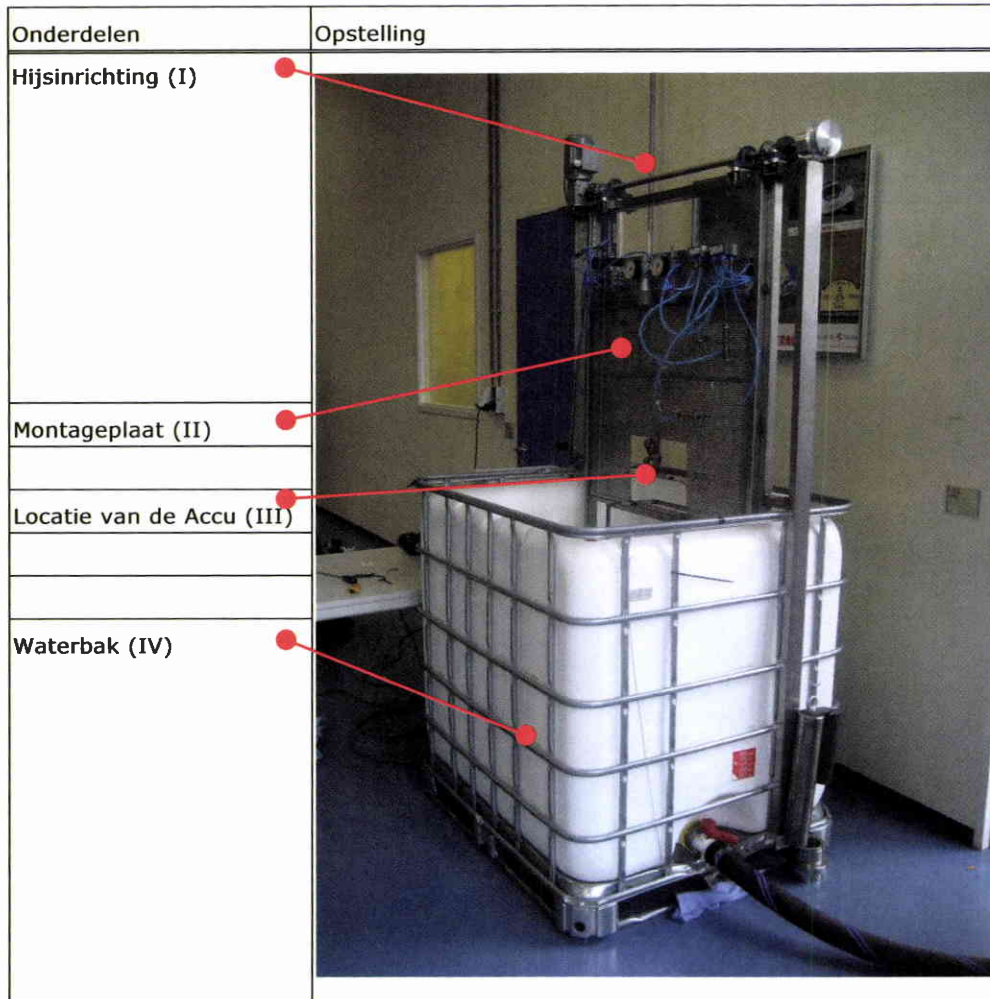 Onderdelen
Opstelling
Hijsinrichting (I)
Montageplaat (II)
Locatie van de Accu (III)
Waterbak (IV)